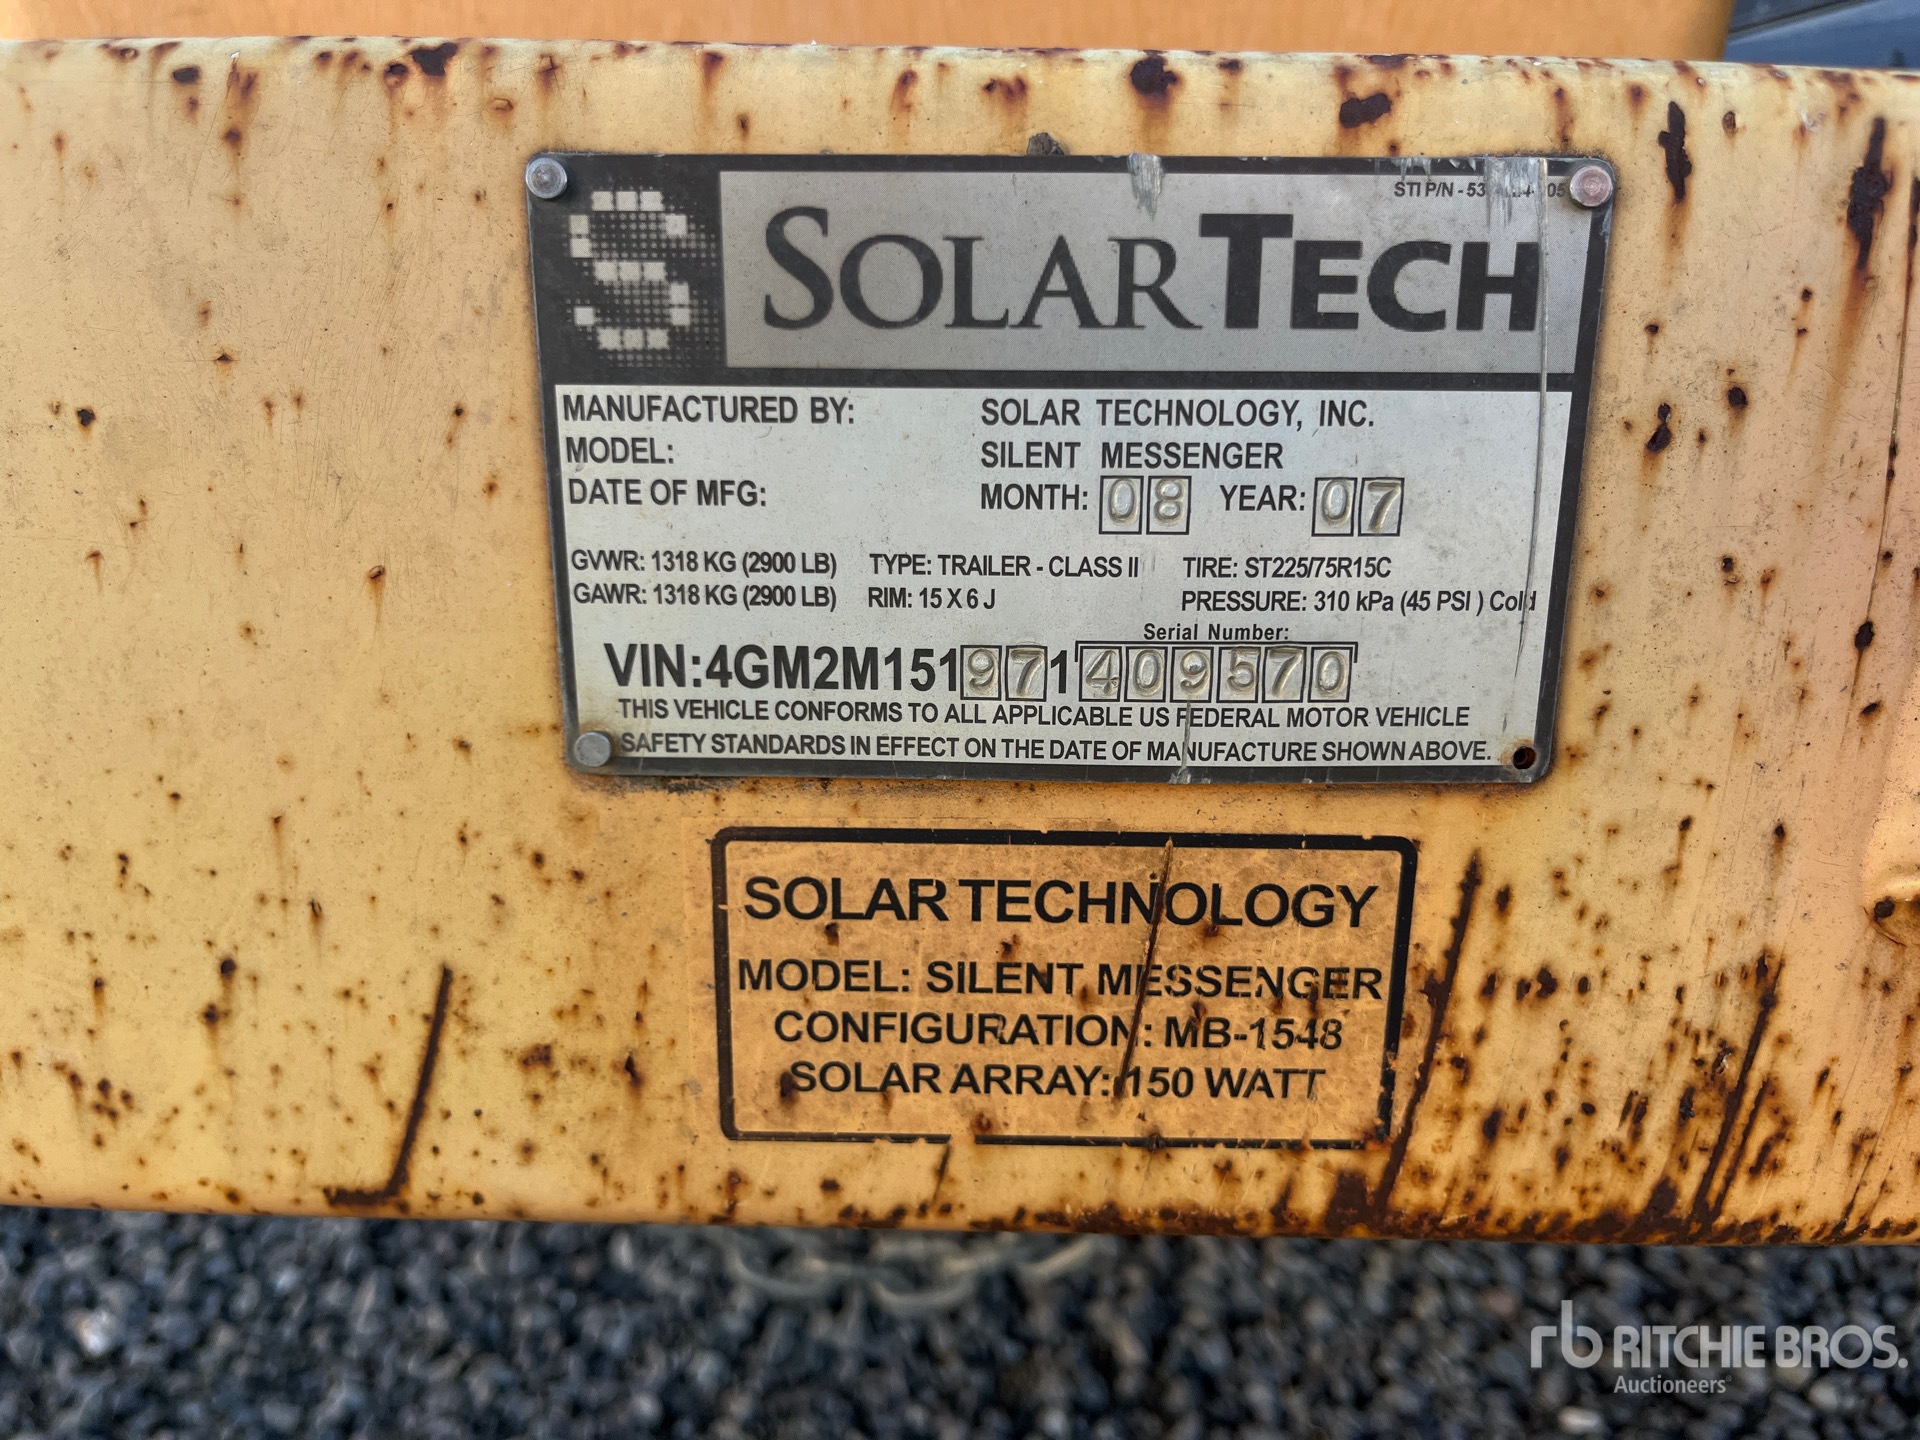 STI P/N -
SOLARTECH
MANUFACTURED BY: SOLAR TECHNOLOGY, INC.
MODEL: SILENT MESSENGER
DATE OF MFG: MONTH: 08 YEAR: 07
GVWR: 1318 KG (2900 LB) TYPE: TRAILER - CLASS II TIRE: ST225/75R15C
GAWR: 1318 KG (2900 LB) RIM: 15 X 6 J PRESSURE: 310 kPa (45 PSI ) Cold
Serial Number:
VIN:4GM2M151971409570
THIS VEHICLE CONFORMS TO ALL APPLICABLE US FEDERAL MOTOR VEHICLE
SAFETY STANDARDS IN EFFECT ON THE DATE OF MANUFACTURE SHOWN ABOVE.
SOLAR TECHNOLOGY
MODEL: SILENT MESSENGER
CONFIGURATION: MB-1548
SOLAR ARRAY: 150 WATT
rb RITCHIE BROS.
Auctioneers